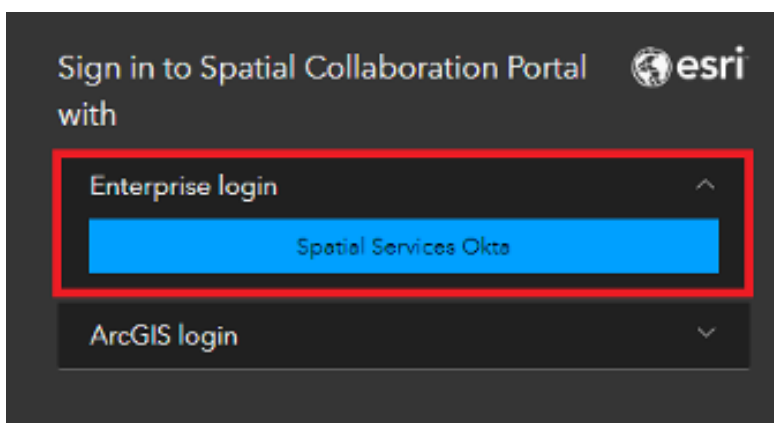 Sign in to Spatial Collaboration Portal
with
esri
Enterprise login
Spatial Services Okta
ArcGIS login